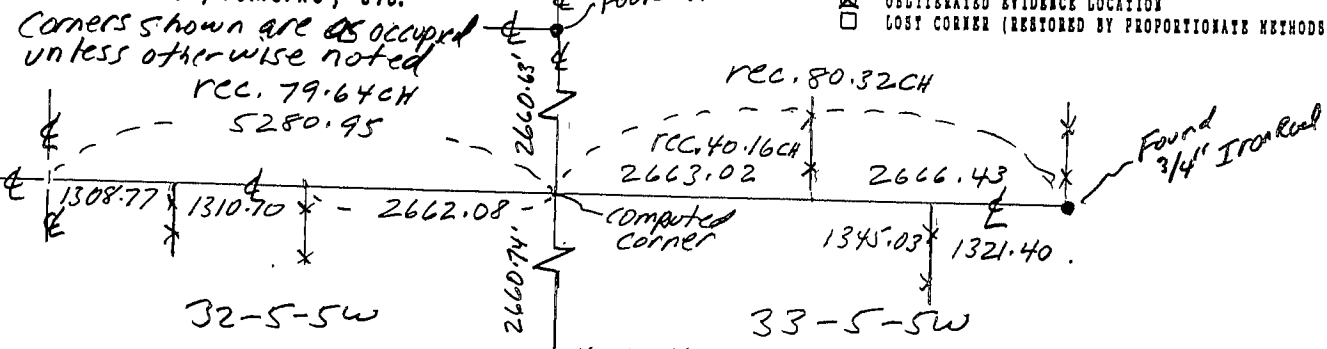 Corners shown are as occupied
unless otherwise noted
OBLITERATED EVIDENCE LOCATION
LOST CORNER (RESTORED BY PROPORTIONATE METHODS
rec. 79.64CH
5280.95
2660.63'
rec. 80.32CH
rec. 40.16CH
2663.02
2666.43
Found
3/4" Iron Rod
1308.77
1310.70
2662.08
computed
corner
1345.03
1321.40
2660.74'
32-5-5W
33-5-5W